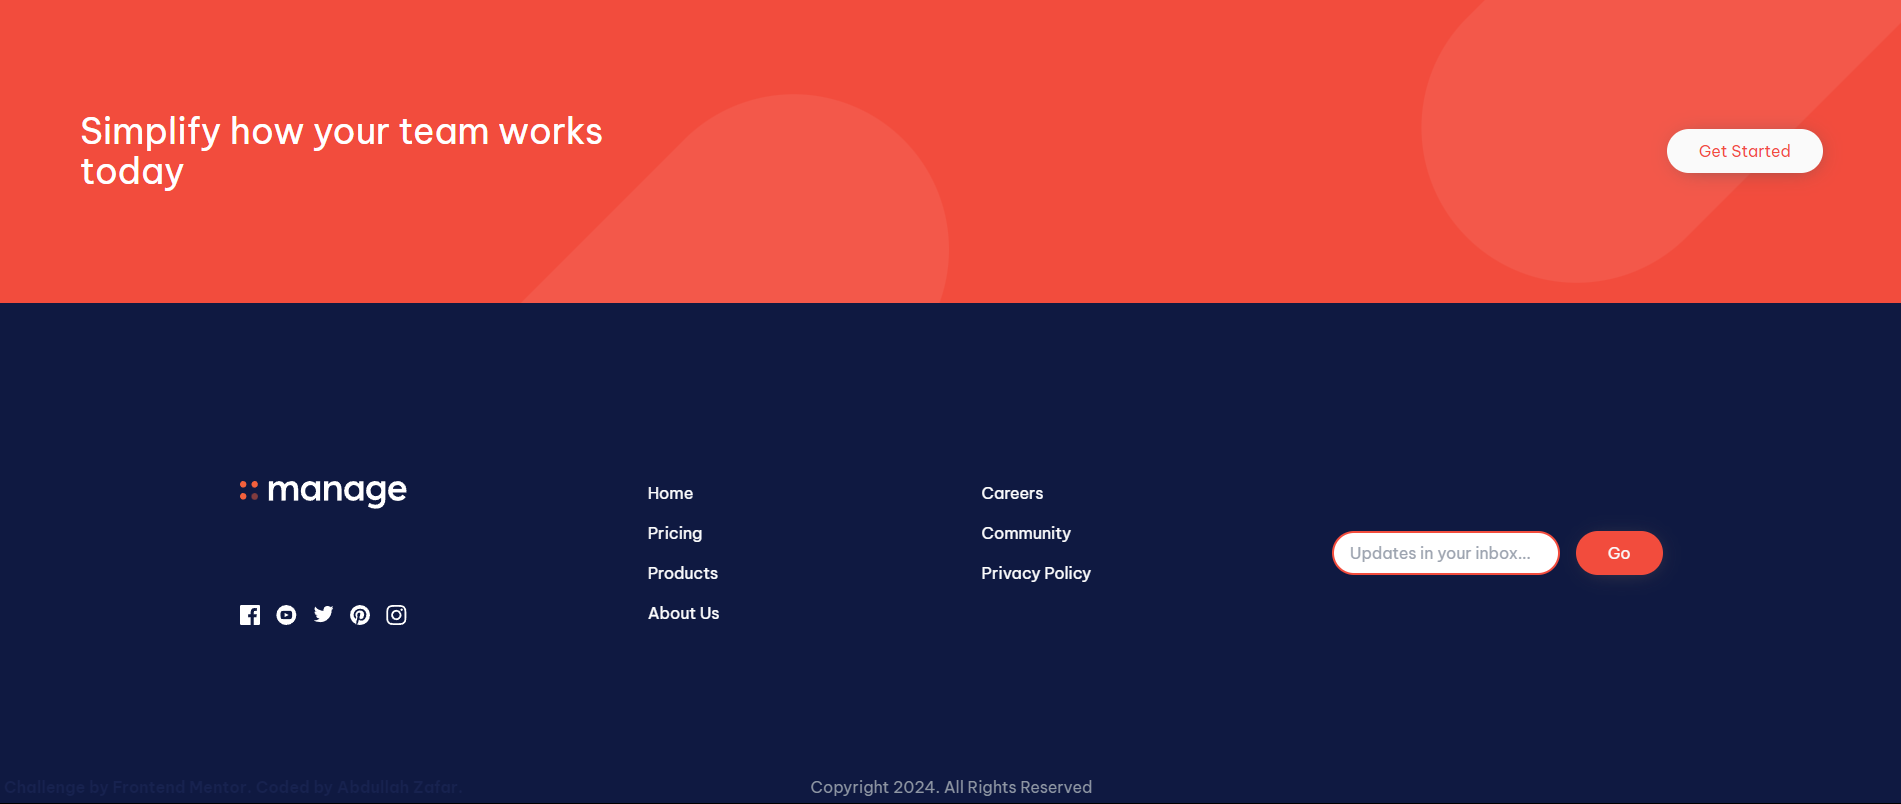 Simplify how your team works
today
Get Started
manage
Home
Pricing
Products
About Us
Careers
Community
Privacy Policy
Updates in your inbox...
Go
Challenge by Frontend Mentor. Coded by Abdullah Zafar.
Copyright 2024. All Rights Reserved